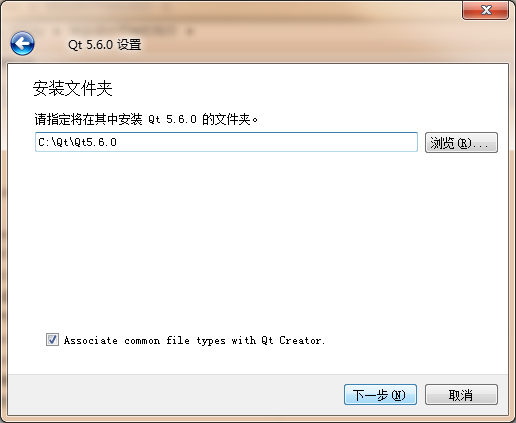 Qt 5.6.0 设置
安装文件夹
请指定将在其中安装 Qt 5.6.0 的文件夹。
C:\Qt\Qt5.6.0
浏览(R)...
Associate common file types with Qt Creator.
下一步(N)
取消